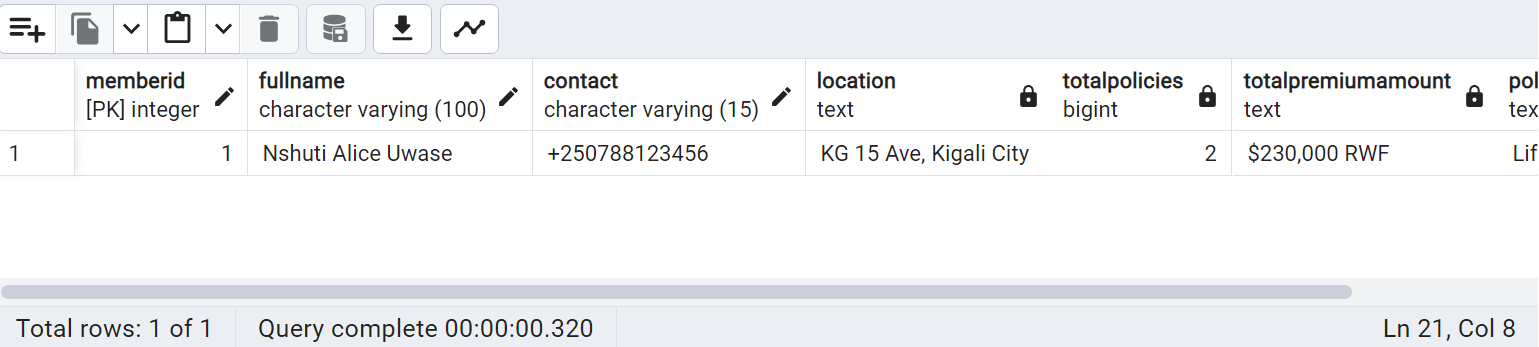 memberid fullname contact location totalpolicies totalpremiumamount pol
[PK] integer character varying (100) character varying (15) text bigint text tex
1 1 Nshuti Alice Uwase +250788123456 KG 15 Ave, Kigali City 2 $230,000 RWF Lif
Total rows: 1 of 1 Query complete 00:00:00.320 Ln 21, Col 8